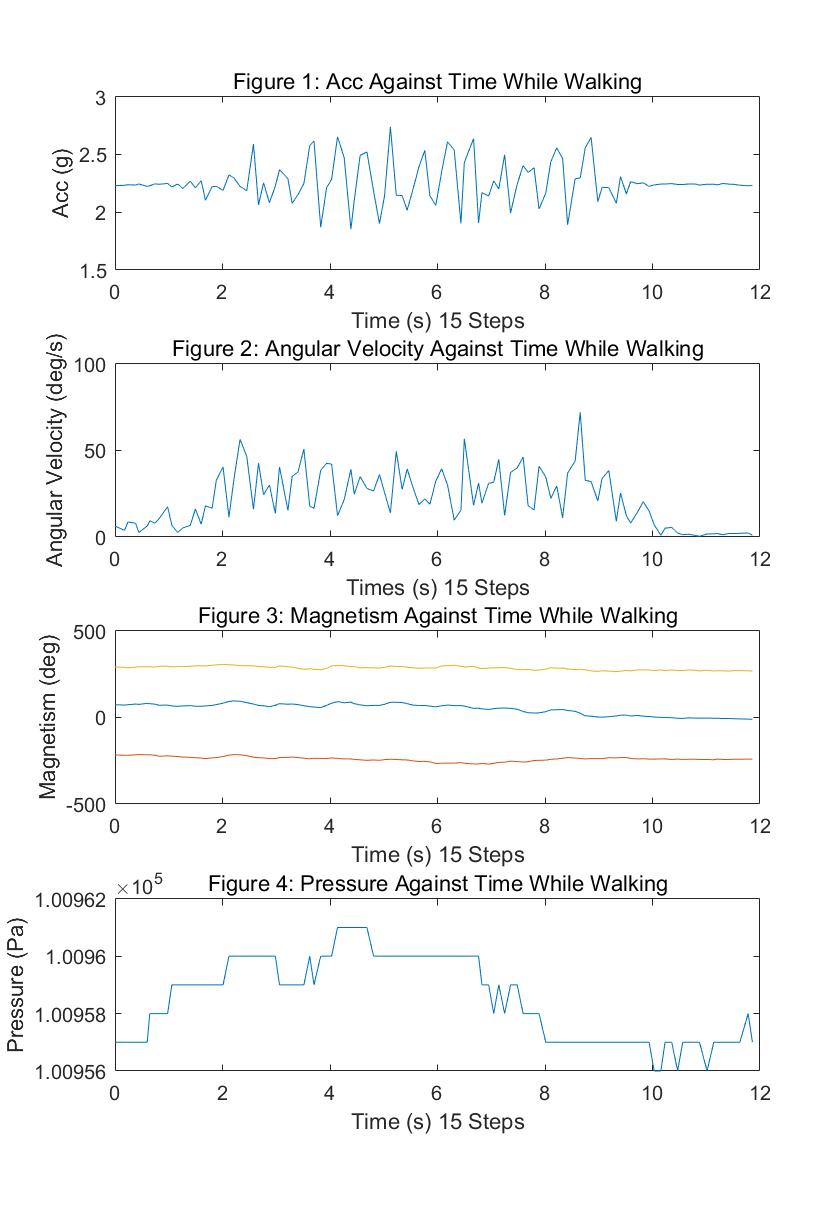 Figure 1: Acc Against Time While Walking
3
2.5
2
1.5
Acc (g)
0 2 4 6 8 10 12
Time (s) 15 Steps
Figure 2: Angular Velocity Against Time While Walking
100
50
0
Angular Velocity (deg/s)
0 2 4 6 8 10 12
Times (s) 15 Steps
Figure 3: Magnetism Against Time While Walking
500
0
-500
Magnetism (deg)
0 2 4 6 8 10 12
Time (s) 15 Steps
×10^5
Figure 4: Pressure Against Time While Walking
1.00962
1.0096
1.00958
1.00956
Pressure (Pa)
0 2 4 6 8 10 12
Time (s) 15 Steps